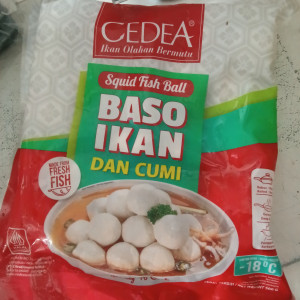 CEDEA
Ikan Olahan Bermutu
Squid Fish Ball
BASO
IKAN
DAN CUMI
MADE FROM
FRESH
FISH
-18°C